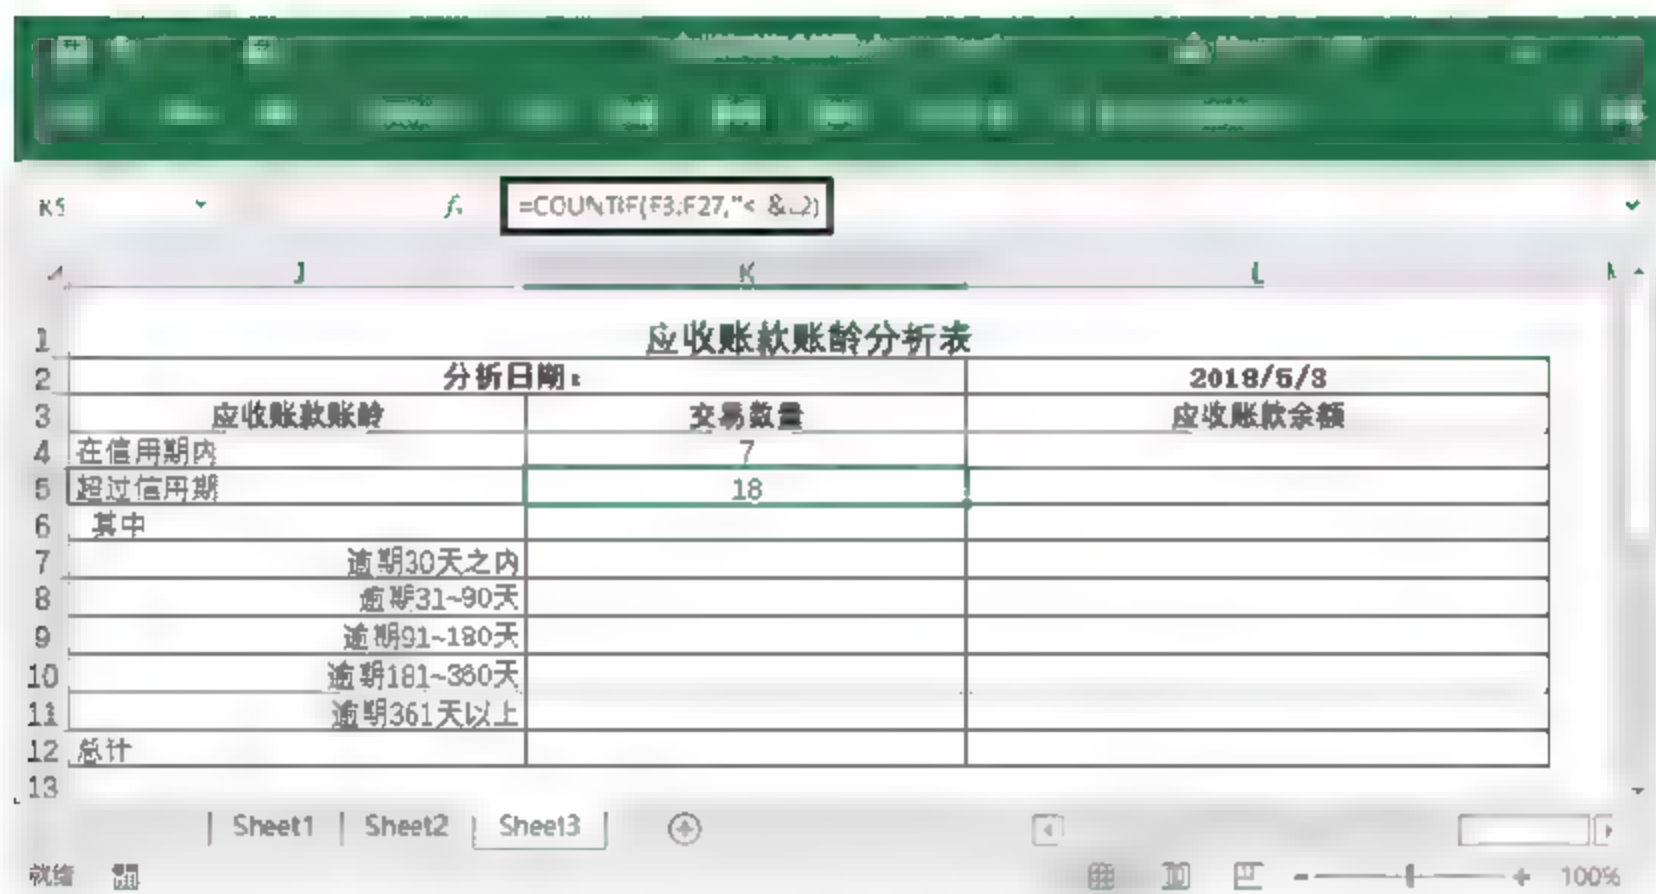 K5 =COUNTIF(F3:F27,"<"&L2)
J K L
1 应收账款账龄分析表
2 分析日期： 2018/5/3
3 应收账款账龄 交易数量 应收账款余额
4 在信用期内 7
5 超过信用期 18
6 其中
7 逾期30天之内
8 逾期31~90天
9 逾期91~180天
10 逾期181~360天
11 逾期361天以上
12 总计
13
Sheet1 Sheet2 Sheet3
就绪 100%